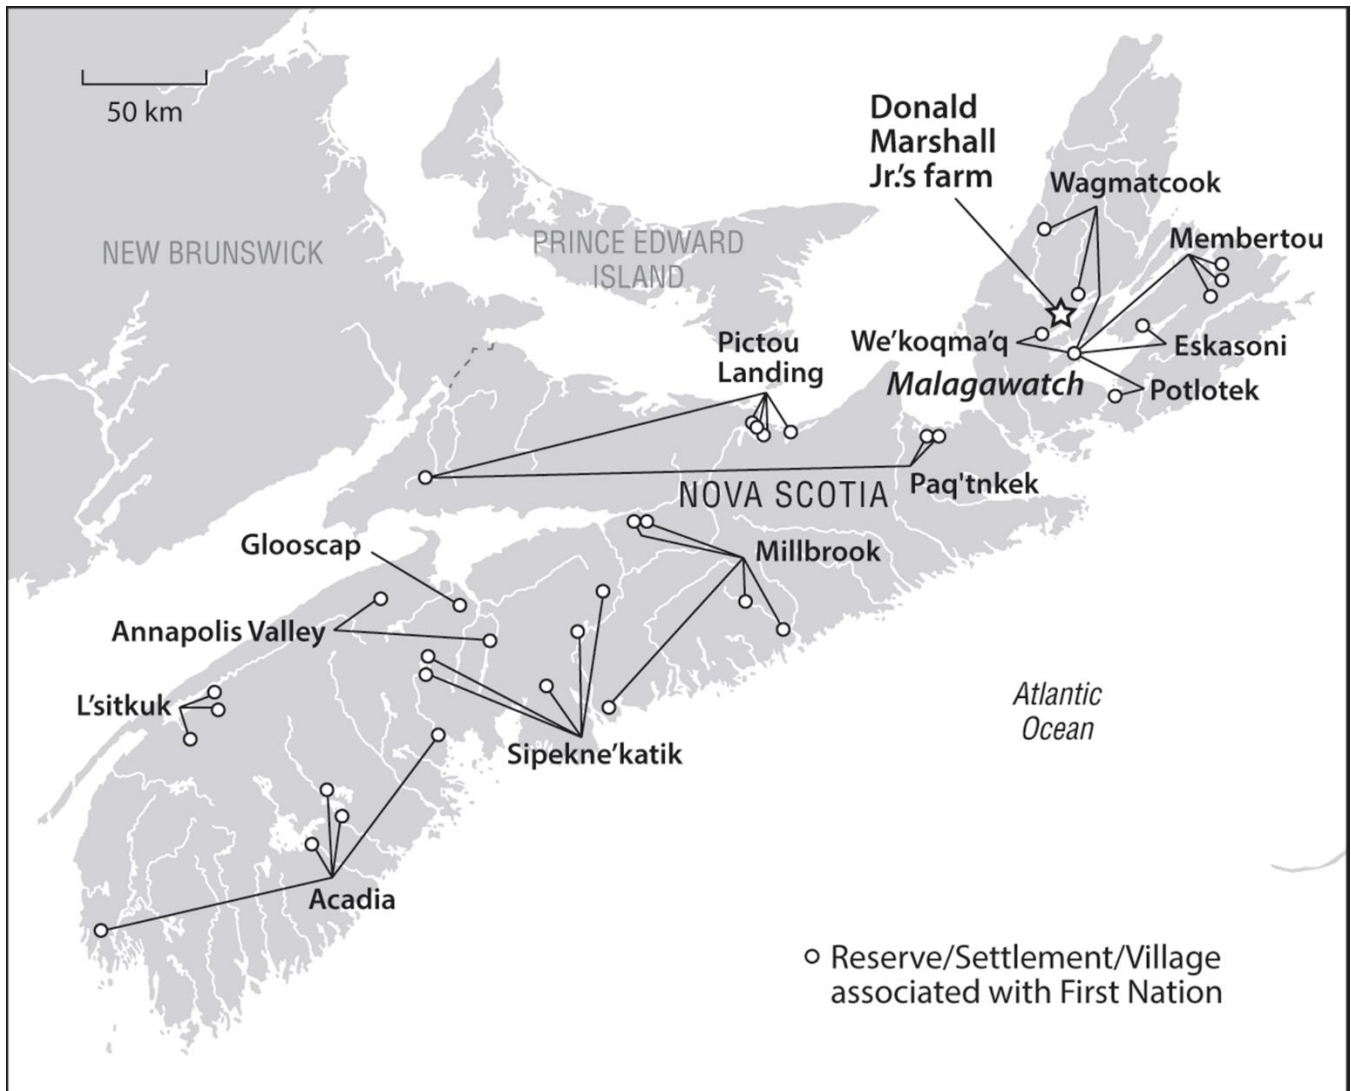 50 km
Donald
Marshall
Jr.'s farm
Wagmatcook
NEW BRUNSWICK
PRINCE EDWARD
ISLAND
Membertou
Pictou
Landing
We'koqma'q
Eskasoni
Malagawatch
Potlotek
NOVA SCOTIA
Paq'tnkek
Glooscap
Millbrook
Annapolis Valley
L'sitkuk
Atlantic
Ocean
Sipekne'katik
Acadia
Reserve/Settlement/Village
associated with First Nation